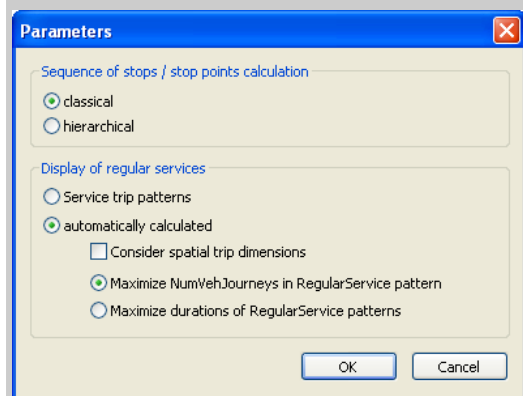 Parameters
Sequence of stops / stop points calculation
classical
hierarchical
Display of regular services
Service trip patterns
automatically calculated
Consider spatial trip dimensions
Maximize NumVehJourneys in RegularService pattern
Maximize durations of RegularService patterns
OK Cancel